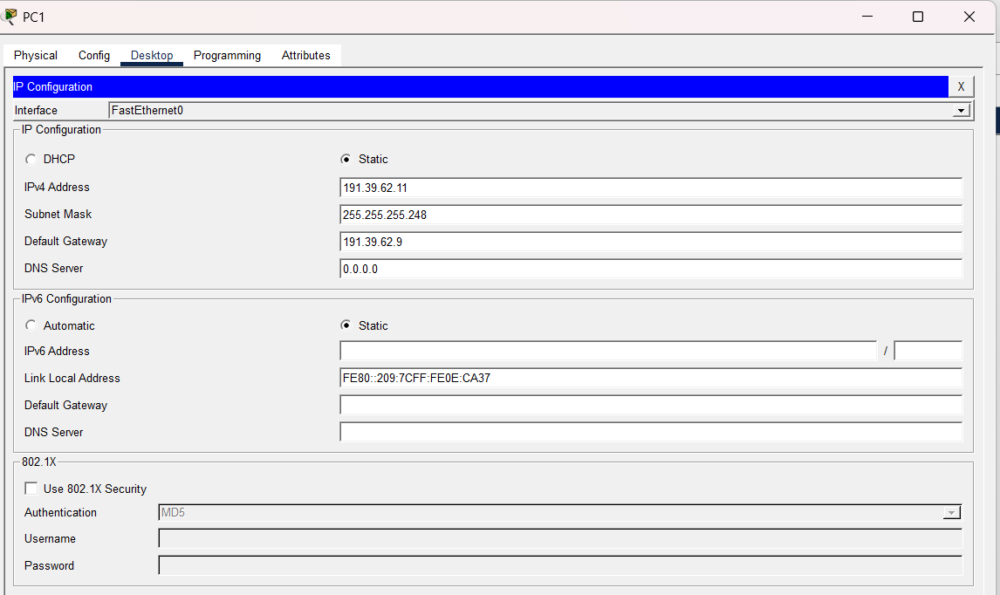 PC1
Physical Config Desktop Programming Attributes
IP Configuration X
Interface FastEthernet0
IP Configuration
DHCP Static
IPv4 Address 191.39.62.11
Subnet Mask 255.255.255.248
Default Gateway 191.39.62.9
DNS Server 0.0.0.0
IPv6 Configuration
Automatic Static
IPv6 Address /
Link Local Address FE80::209:7CFF:FE0E:CA37
Default Gateway
DNS Server
802.1X
Use 802.1X Security
Authentication MD5
Username
Password